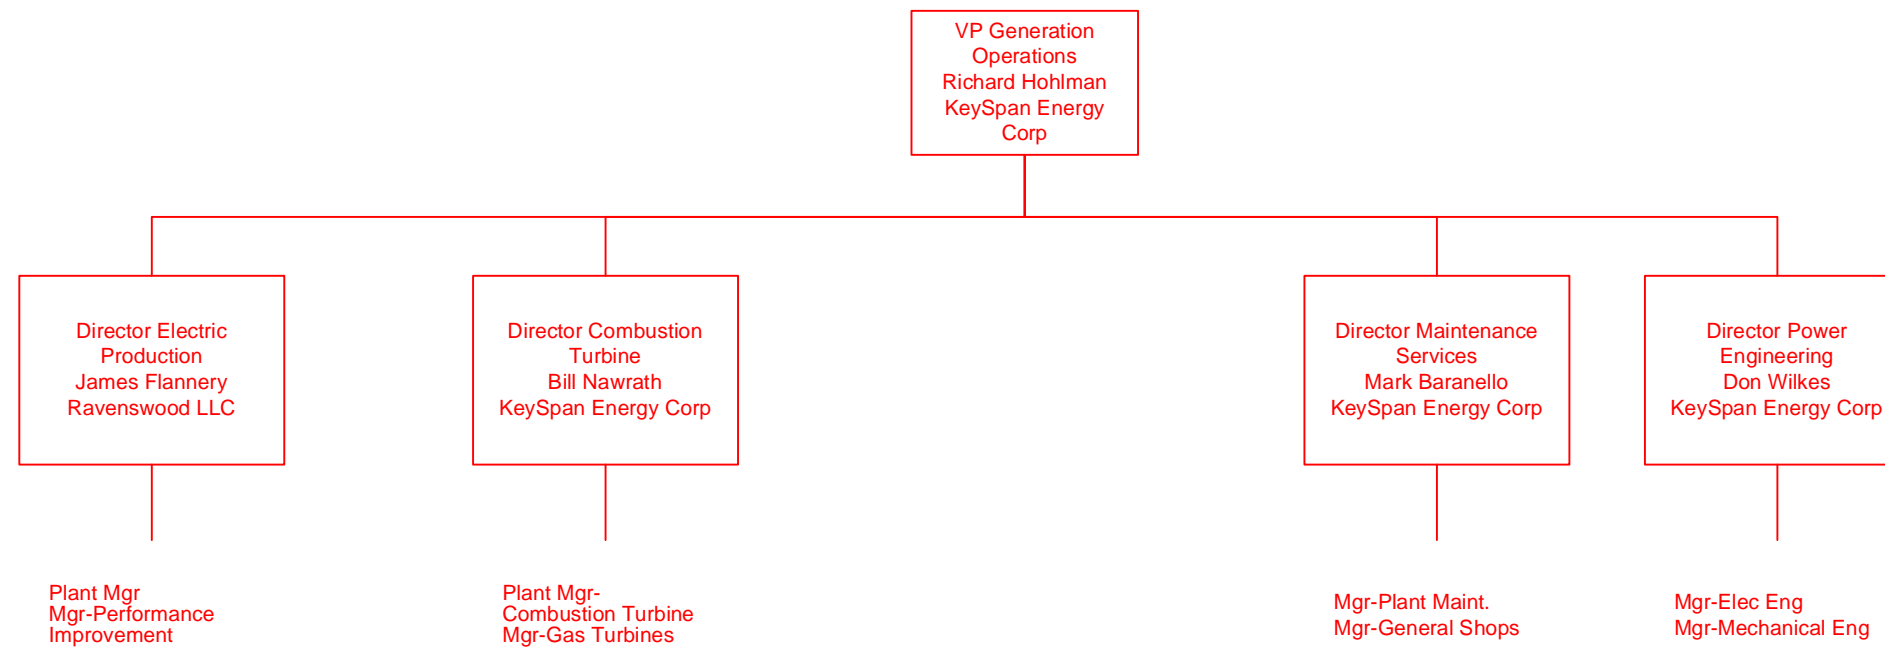 VP Generation
Operations
Richard Hohlman
KeySpan Energy
Corp
Director Electric
Production
James Flannery
Ravenswood LLC
Director Combustion
Turbine
Bill Nawrath
KeySpan Energy Corp
Director Maintenance
Services
Mark Baranello
KeySpan Energy Corp
Director Power
Engineering
Don Wilkes
KeySpan Energy Corp
Plant Mgr
Mgr-Performance
Improvement
Plant Mgr-
Combustion Turbine
Mgr-Gas Turbines
Mgr-Plant Maint.
Mgr-General Shops
Mgr-Elec Eng
Mgr-Mechanical Eng